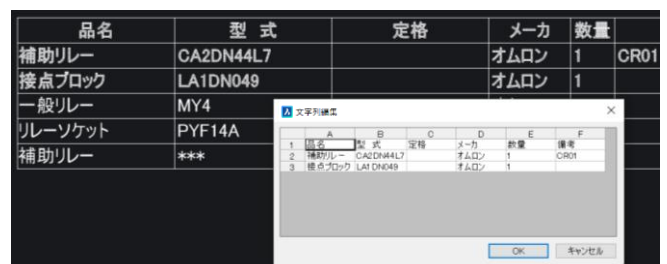 品名 型 式 定格 メーカ 数量
補助リレー CA2DN44L7 オムロン 1 CR01
接点ブロック LA1DN049 オムロン 1
一般リレー MY4
リレーソケット PYF14A
補助リレー ***
文字列編集
A B C D E F
1 品名 型 式 定格 メーカ 数量 備考
2 補助リレー CA2DN44L7 オムロン 1 CR01
3 接点ブロック LA1DN049 オムロン 1
OK キャンセル